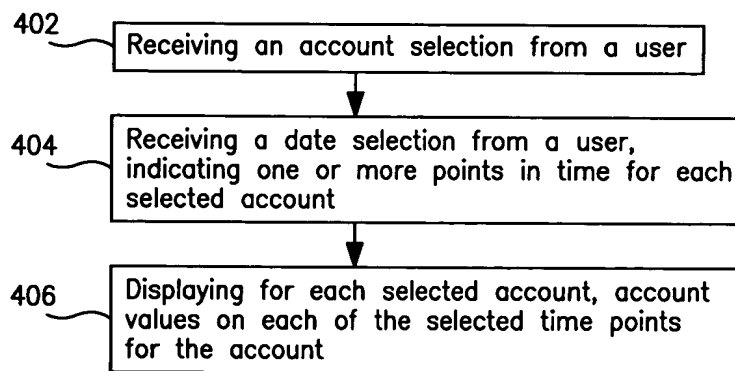 402
Receiving an account selection from a user
404
Receiving a date selection from a user,
indicating one or more points in time for each
selected account
406
Displaying for each selected account, account
values on each of the selected time points
for the account